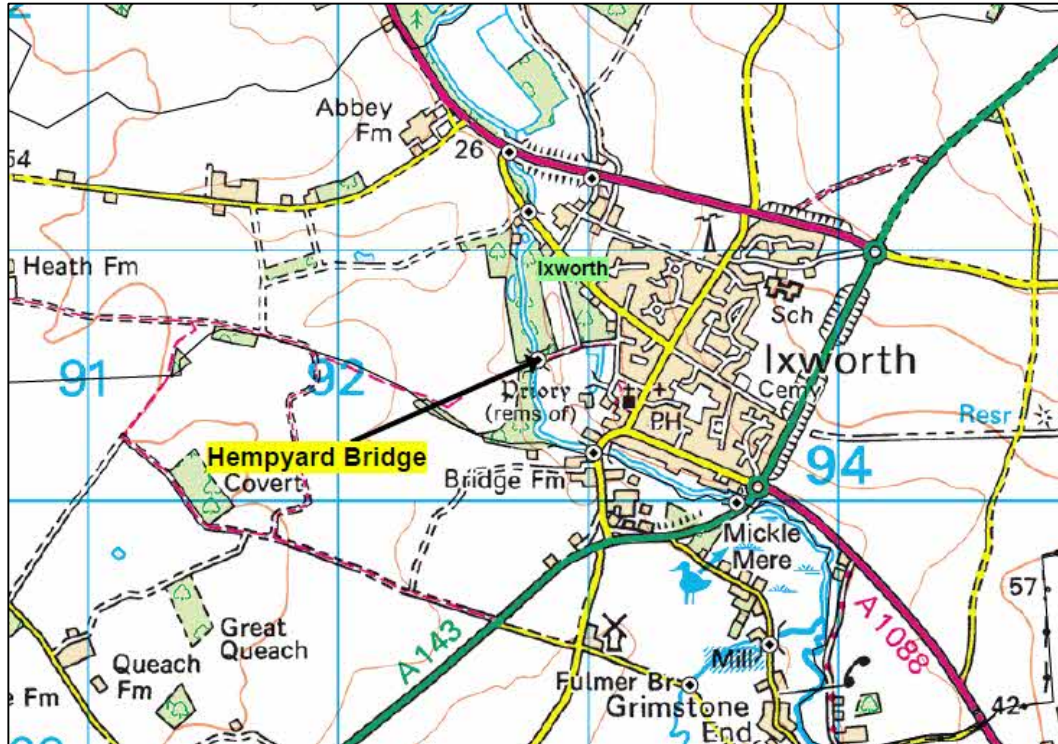 Abbey
Fm
26
54
Heath Fm
Ixworth
Sch
Ixworth
Cemy
91
92
Priory
(rems of)
PH
Resr
Hempyard Bridge
Covert
Bridge Fm
94
Mickle
Mere
57
Great
Queach
Queach
Fm
A 143
A 1088
Mill
Fulmer Br
Grimstone
End
42
e Fm